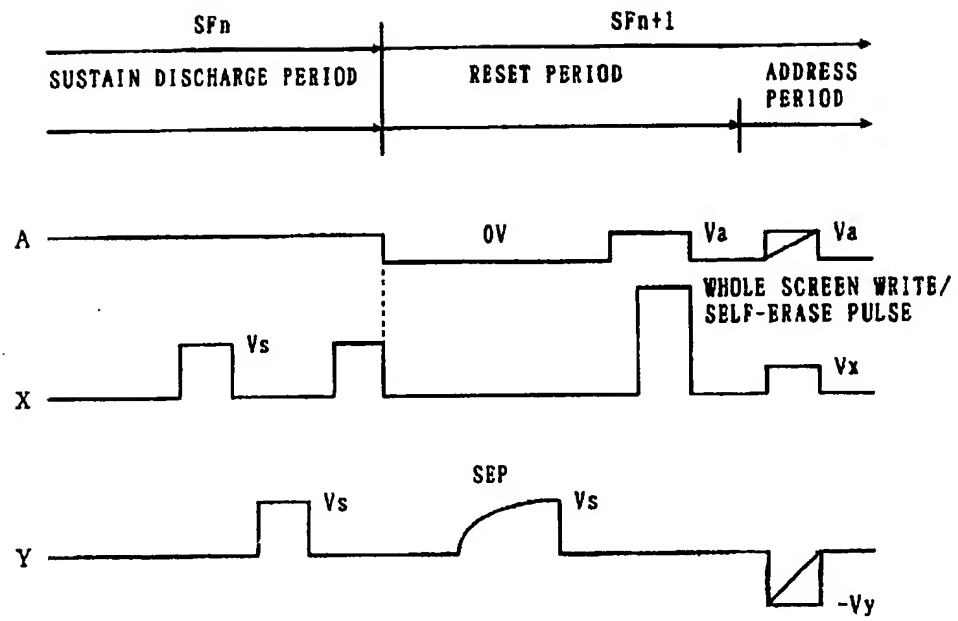 SFn SFn+1
SUSTAIN DISCHARGE PERIOD RESET PERIOD ADDRESS
PERIOD
A 0V Va Va
WHOLE SCREEN WRITE/
SELF-ERASE PULSE
X Vs Vx
SEP
Y Vs Vs
-Vy